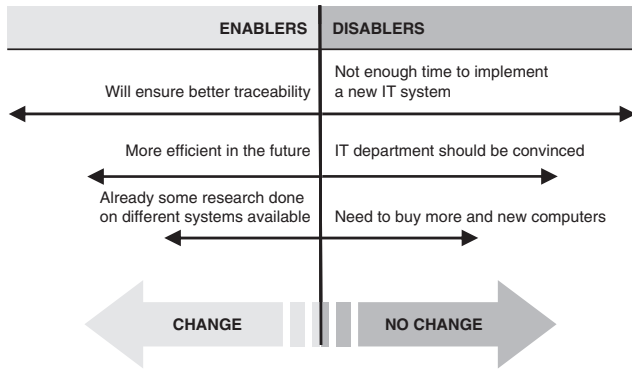 ENABLERS
DISABLERS
Will ensure better traceability
Not enough time to implement
a new IT system
More efficient in the future
IT department should be convinced
Already some research done
on different systems available
Need to buy more and new computers
CHANGE
NO CHANGE